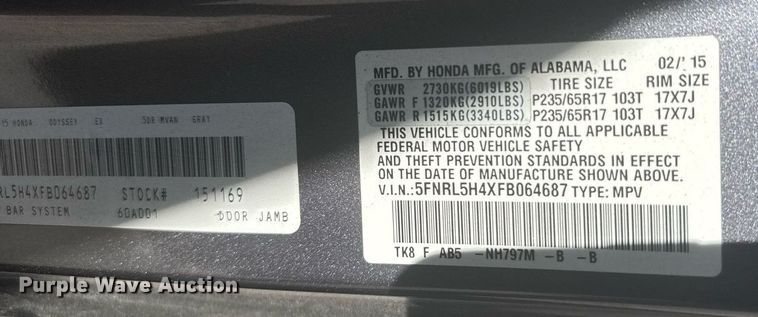 15 HONDA ODYSSEY EX 5DR MVAN GRAY
NRL5H4XFB064687 STOCK# 151169
BAR SYSTEM 6DAD01 DOOR JAMB
MFD. BY HONDA MFG. OF ALABAMA, LLC 02/'15
GVWR 2730KG(6019LBS) TIRE SIZE RIM SIZE
GAWR F 1320KG(2910LBS) P235/65R17 103T 17X7J
GAWR R 1515KG(3340LBS) P235/65R17 103T 17X7J
THIS VEHICLE CONFORMS TO ALL APPLICABLE
FEDERAL MOTOR VEHICLE SAFETY
AND THEFT PREVENTION STANDARDS IN EFFECT
ON THE DATE OF MANUFACTURE SHOWN ABOVE.
V.I.N.:5FNRL5H4XFB064687 TYPE: MPV
TK8 F AB5 -NH797M -B -B
Purple Wave Auction